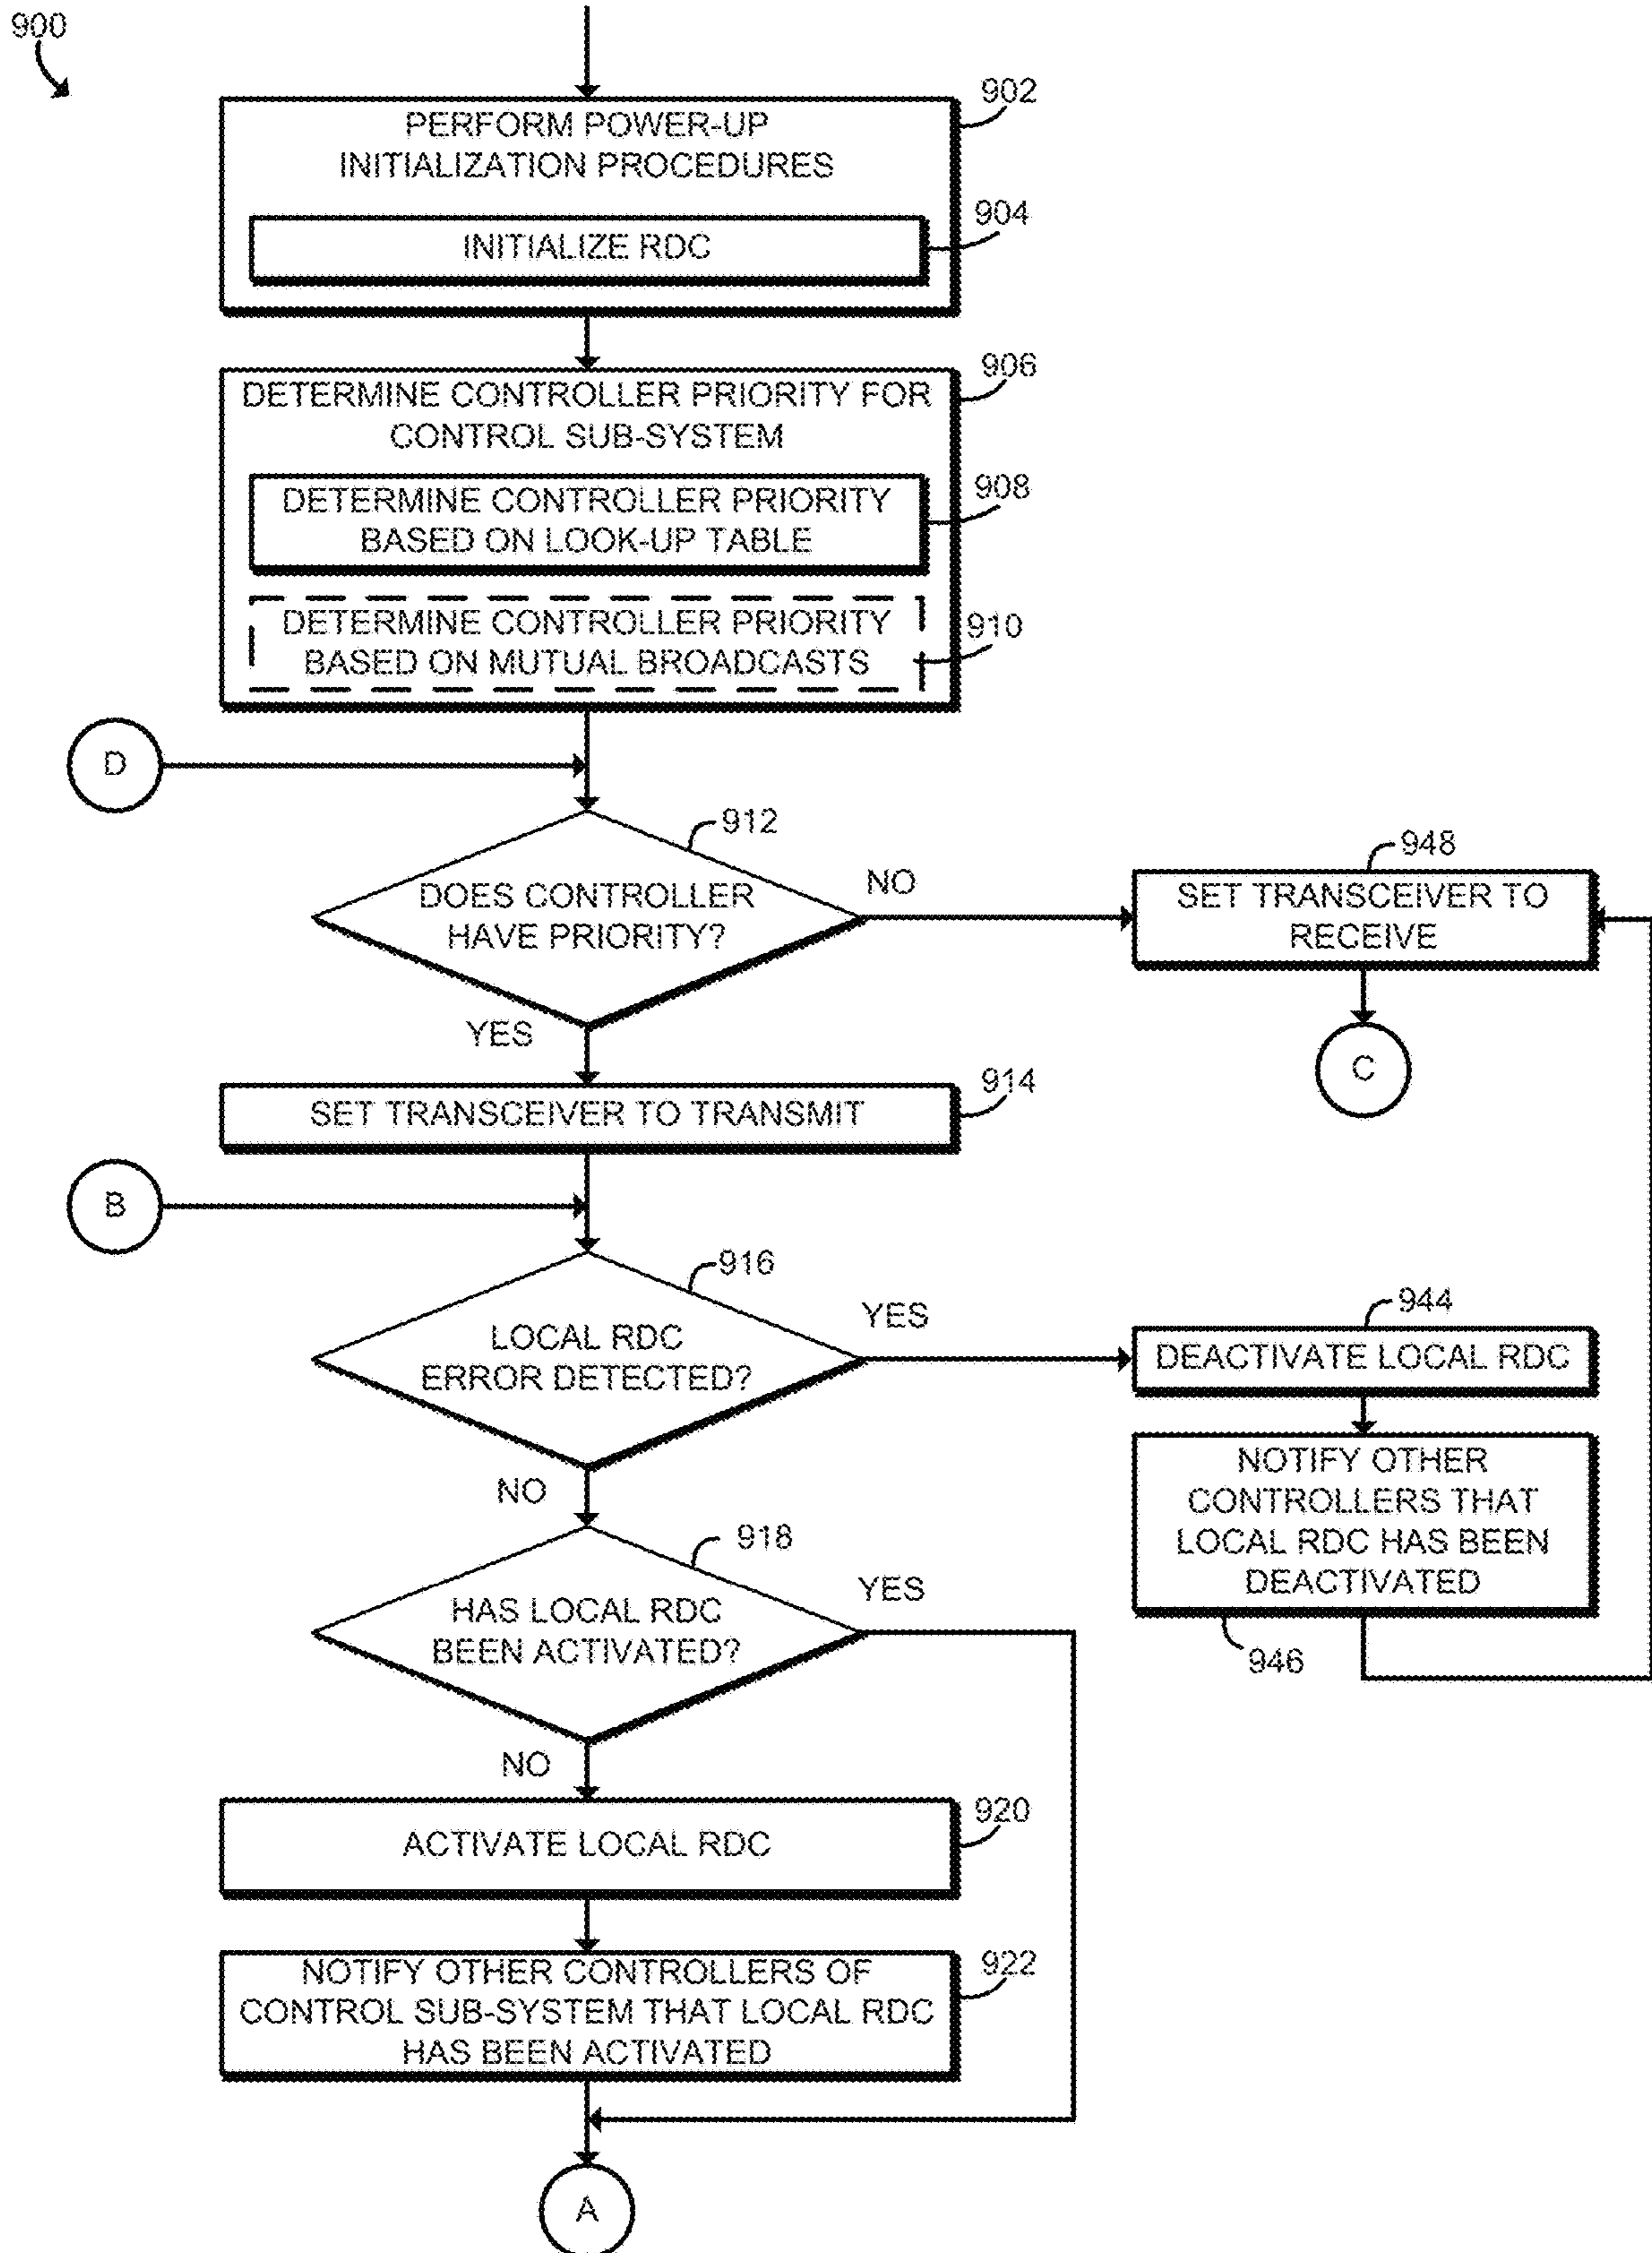 900
902
PERFORM POWER-UP
INITIALIZATION PROCEDURES
904
INITIALIZE RDC
906
DETERMINE CONTROLLER PRIORITY FOR
CONTROL SUB-SYSTEM
908
DETERMINE CONTROLLER PRIORITY
BASED ON LOOK-UP TABLE
910
DETERMINE CONTROLLER PRIORITY
BASED ON MUTUAL BROADCASTS
D
912
DOES CONTROLLER
HAVE PRIORITY?
NO
948
SET TRANSCEIVER TO
RECEIVE
C
YES
914
SET TRANSCEIVER TO TRANSMIT
B
916
LOCAL RDC
ERROR DETECTED?
YES
944
DEACTIVATE LOCAL RDC
NOTIFY OTHER
CONTROLLERS THAT
LOCAL RDC HAS BEEN
DEACTIVATED
946
NO
918
HAS LOCAL RDC
BEEN ACTIVATED?
YES
NO
920
ACTIVATE LOCAL RDC
922
NOTIFY OTHER CONTROLLERS OF
CONTROL SUB-SYSTEM THAT LOCAL RDC
HAS BEEN ACTIVATED
A